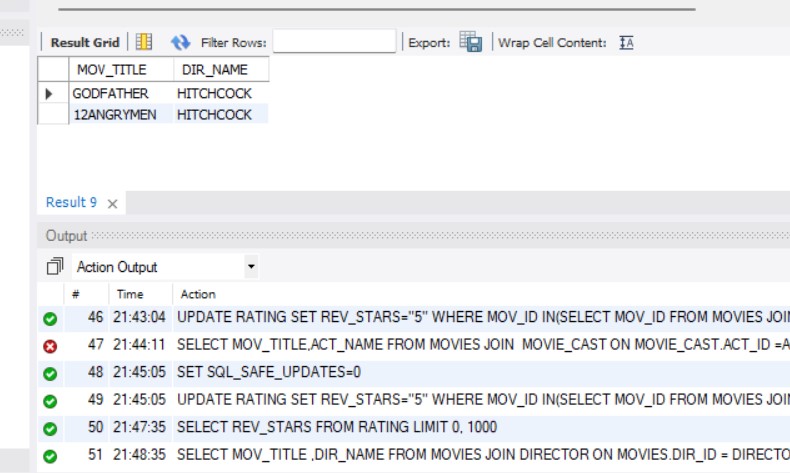 Result Grid Filter Rows: Export: Wrap Cell Content: IA
MOV_TITLE DIR_NAME
GODFATHER HITCHCOCK
12ANGRYMEN HITCHCOCK
Result 9 ×
Output
Action Output
# Time Action
46 21:43:04 UPDATE RATING SET REV_STARS="5" WHERE MOV_ID IN(SELECT MOV_ID FROM MOVIES JOIN
47 21:44:11 SELECT MOV_TITLE,ACT_NAME FROM MOVIES JOIN MOVIE_CAST ON MOVIE_CAST.ACT_ID =A
48 21:45:05 SET SQL_SAFE_UPDATES=0
49 21:45:05 UPDATE RATING SET REV_STARS="5" WHERE MOV_ID IN(SELECT MOV_ID FROM MOVIES JOIN
50 21:47:35 SELECT REV_STARS FROM RATING LIMIT 0, 1000
51 21:48:35 SELECT MOV_TITLE ,DIR_NAME FROM MOVIES JOIN DIRECTOR ON MOVIES.DIR_ID = DIRECTO